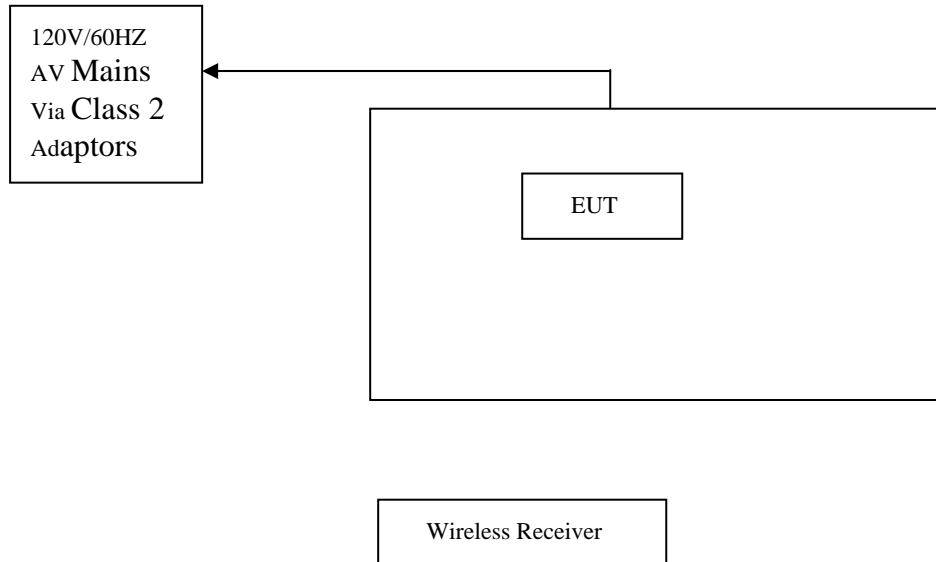 120V/60HZ
AV Mains
Via Class 2
Adaptors
EUT
Wireless Receiver